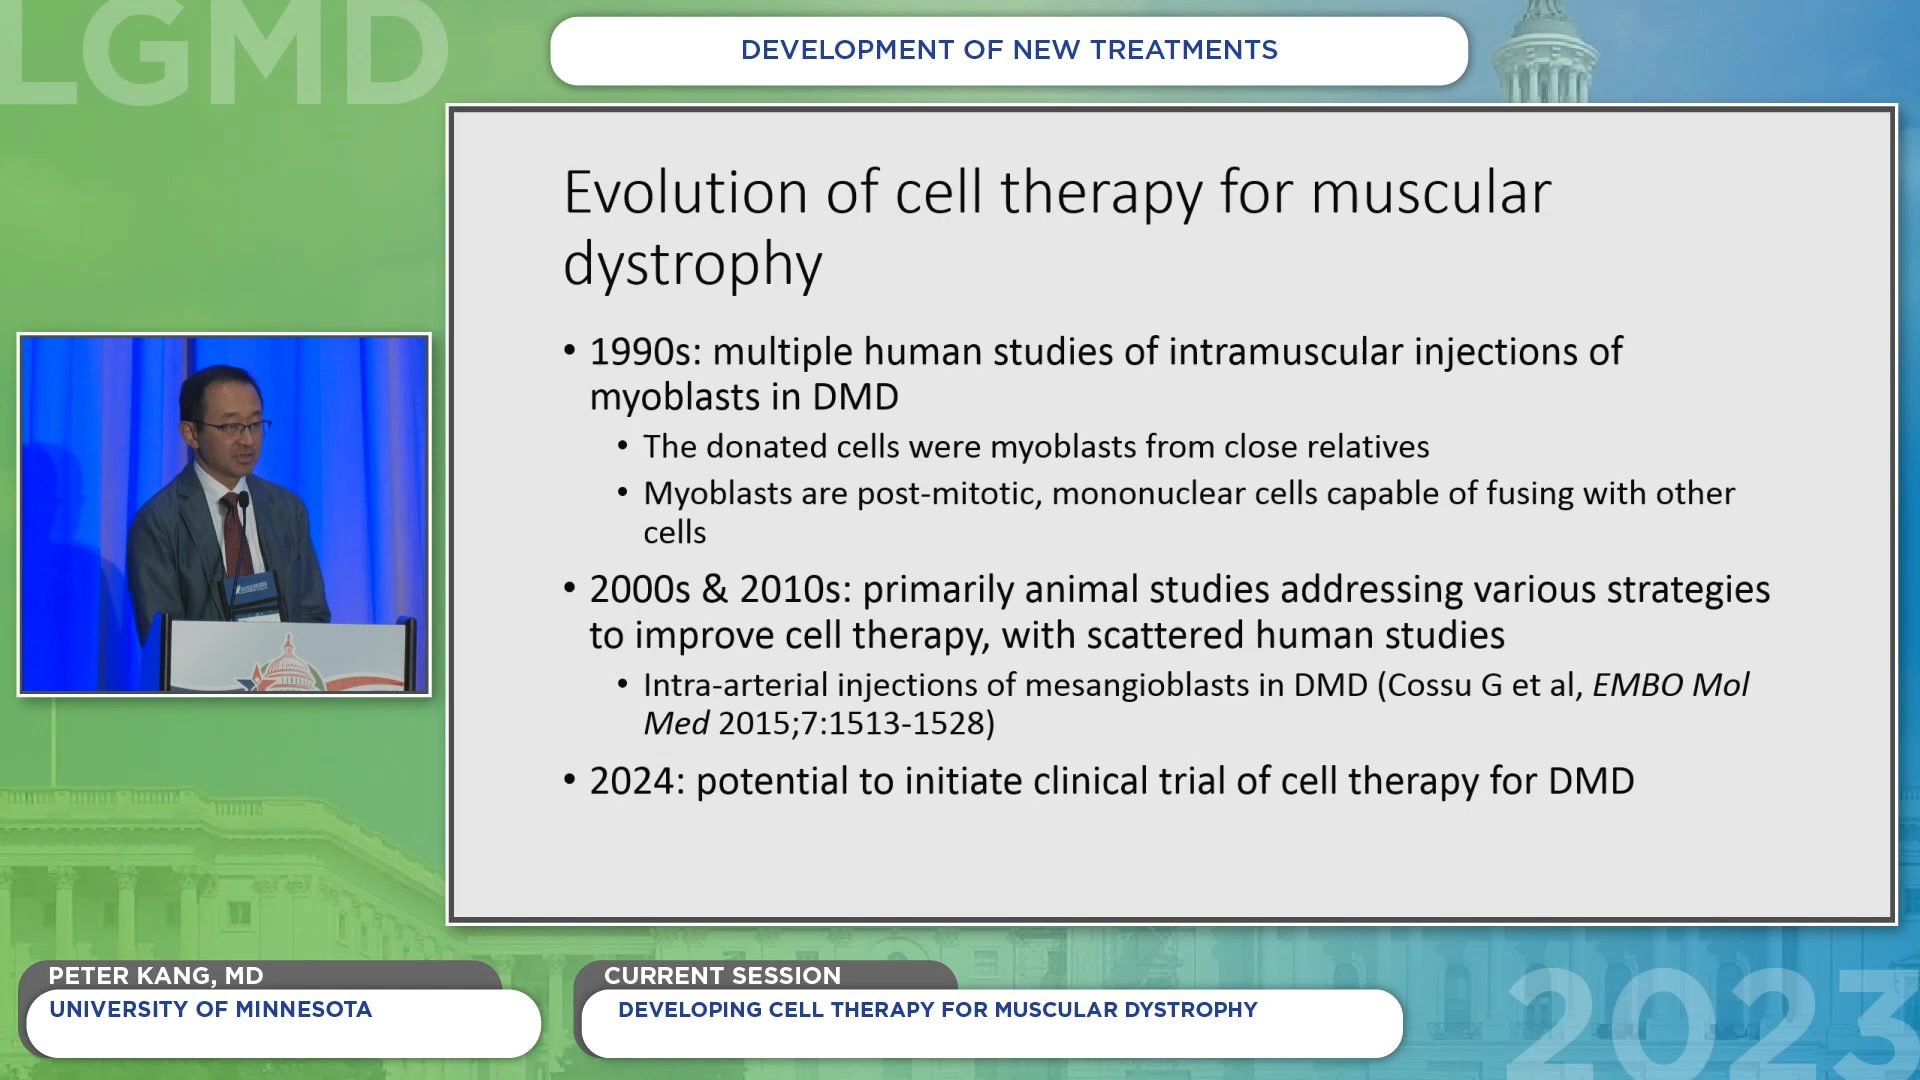 LGMD
DEVELOPMENT OF NEW TREATMENTS
Evolution of cell therapy for muscular
dystrophy
• 1990s: multiple human studies of intramuscular injections of
myoblasts in DMD
• The donated cells were myoblasts from close relatives
• Myoblasts are post-mitotic, mononuclear cells capable of fusing with other
cells
• 2000s & 2010s: primarily animal studies addressing various strategies
to improve cell therapy, with scattered human studies
• Intra-arterial injections of mesangioblasts in DMD (Cossu G et al, EMBO Mol
Med 2015;7:1513-1528)
• 2024: potential to initiate clinical trial of cell therapy for DMD
PETER KANG, MD
UNIVERSITY OF MINNESOTA
CURRENT SESSION
DEVELOPING CELL THERAPY FOR MUSCULAR DYSTROPHY
2023